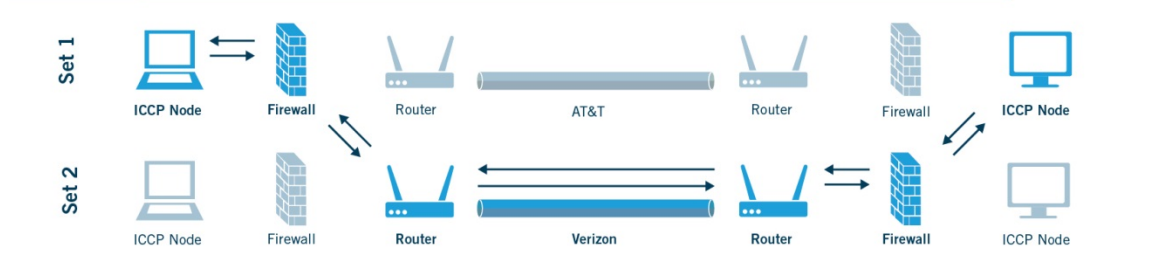 Set 1
ICCP Node
Firewall
Router
AT&T
Router
Firewall
ICCP Node
Set 2
ICCP Node
Firewall
Router
Verizon
Router
Firewall
ICCP Node